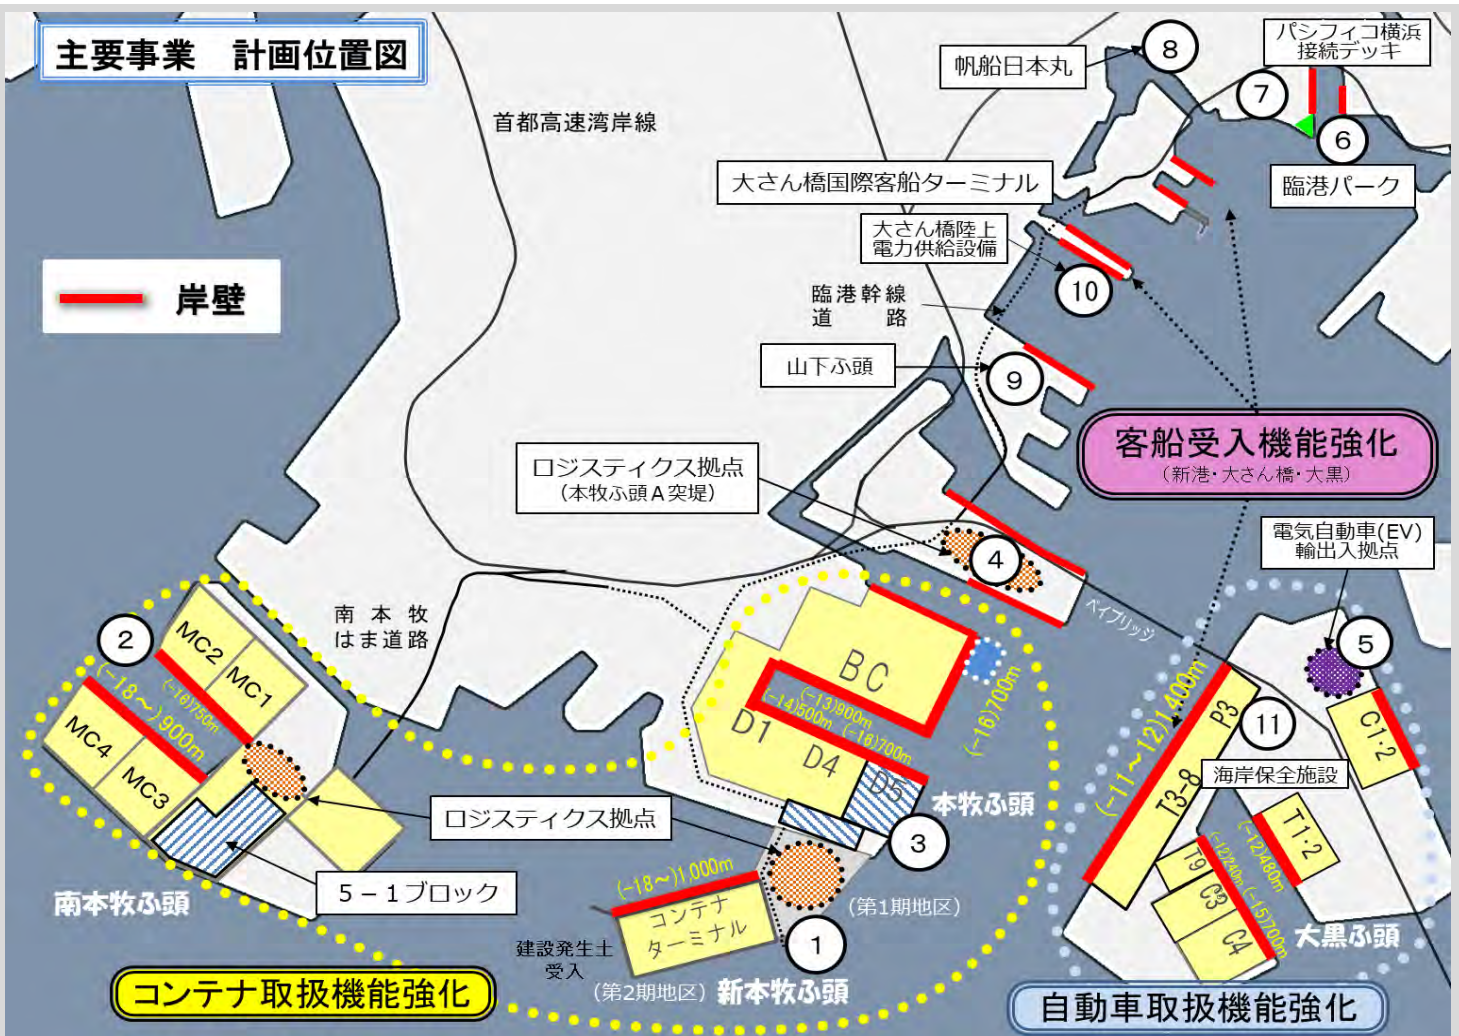 主要事業 計画位置図
首都高速湾岸線
岸壁
帆船日本丸
8
パシフィコ横浜
接続デッキ
7
6
臨港パーク
大さん橋国際客船ターミナル
大さん橋陸上
電力供給設備
10
臨港幹線
道路
山下ふ頭
9
客船受入機能強化
(新港・大さん橋・大黒)
ロジスティクス拠点
(本牧ふ頭A突堤)
4
電気自動車(EV)
輸出入拠点
5
ベイブリッジ
南本牧
はま道路
2
MC2
MC1
(-16)750m
(-18~)900m
MC4
MC3
BC
(-16)700m
(-13)900m
(-14)500m
(-16)700m
D1
D4
D5
本牧ふ頭
3
(-11~12)1,400m
P3
T3-8
11
海岸保全施設
C1・2
T1・2
(-12)480m
(-12)240m
(-15)700m
T9
C3
C4
大黒ふ頭
ロジスティクス拠点
5-1ブロック
南本牧ふ頭
(-18~)1,000m
コンテナ
ターミナル
(第1期地区)
1
建設発生土
受入
(第2期地区)
新本牧ふ頭
コンテナ取扱機能強化
自動車取扱機能強化